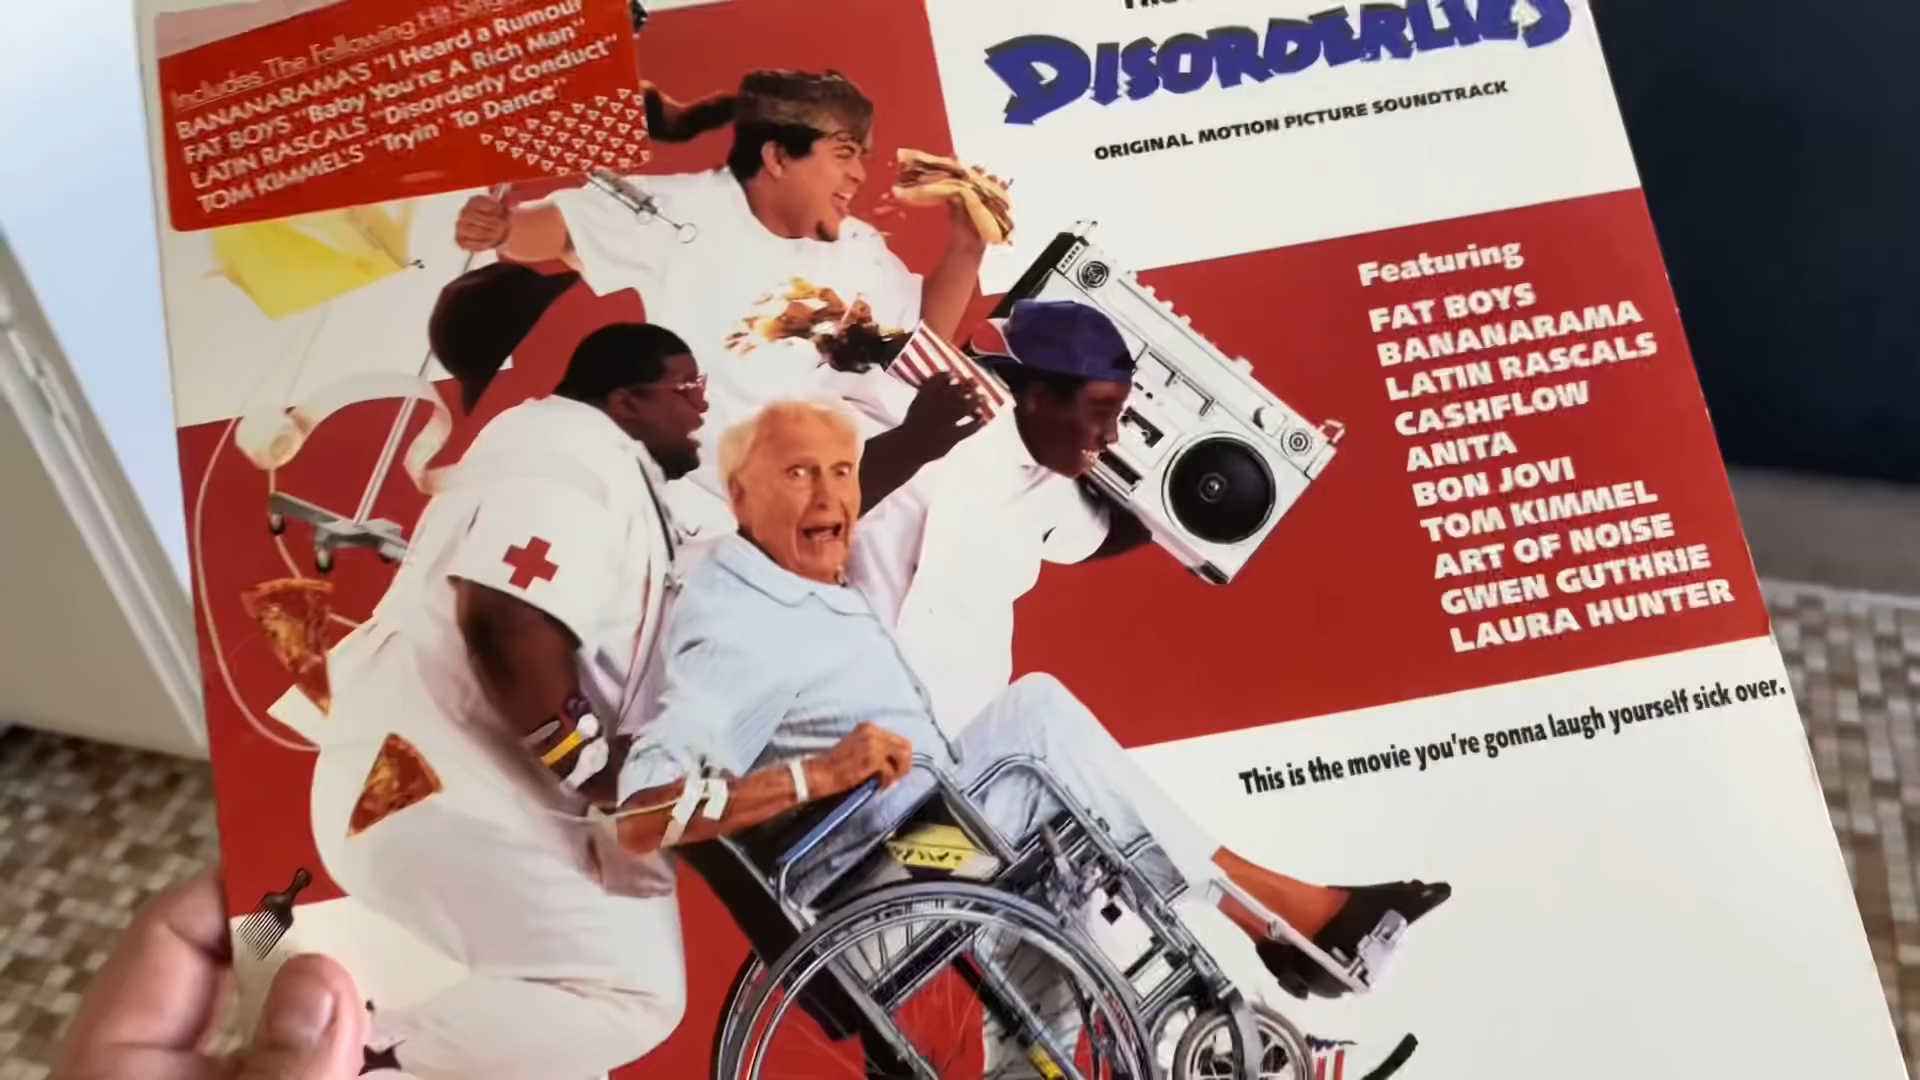 Includes The Following Hit
BANANARAMA'S "I Heard a Rumour
FAT BOYS "Baby You're A Rich Man"
LATIN RASCALS "Disorderly Conduct"
TOM KIMMEL'S "Tryin' To Dance"
DISORDERLIES
ORIGINAL MOTION PICTURE SOUNDTRACK
Featuring
FAT BOYS
BANANARAMA
LATIN RASCALS
CASHFLOW
ANITA
BON JOVI
TOM KIMMEL
ART OF NOISE
GWEN GUTHRIE
LAURA HUNTER
This is the movie you're gonna laugh yourself sick over.